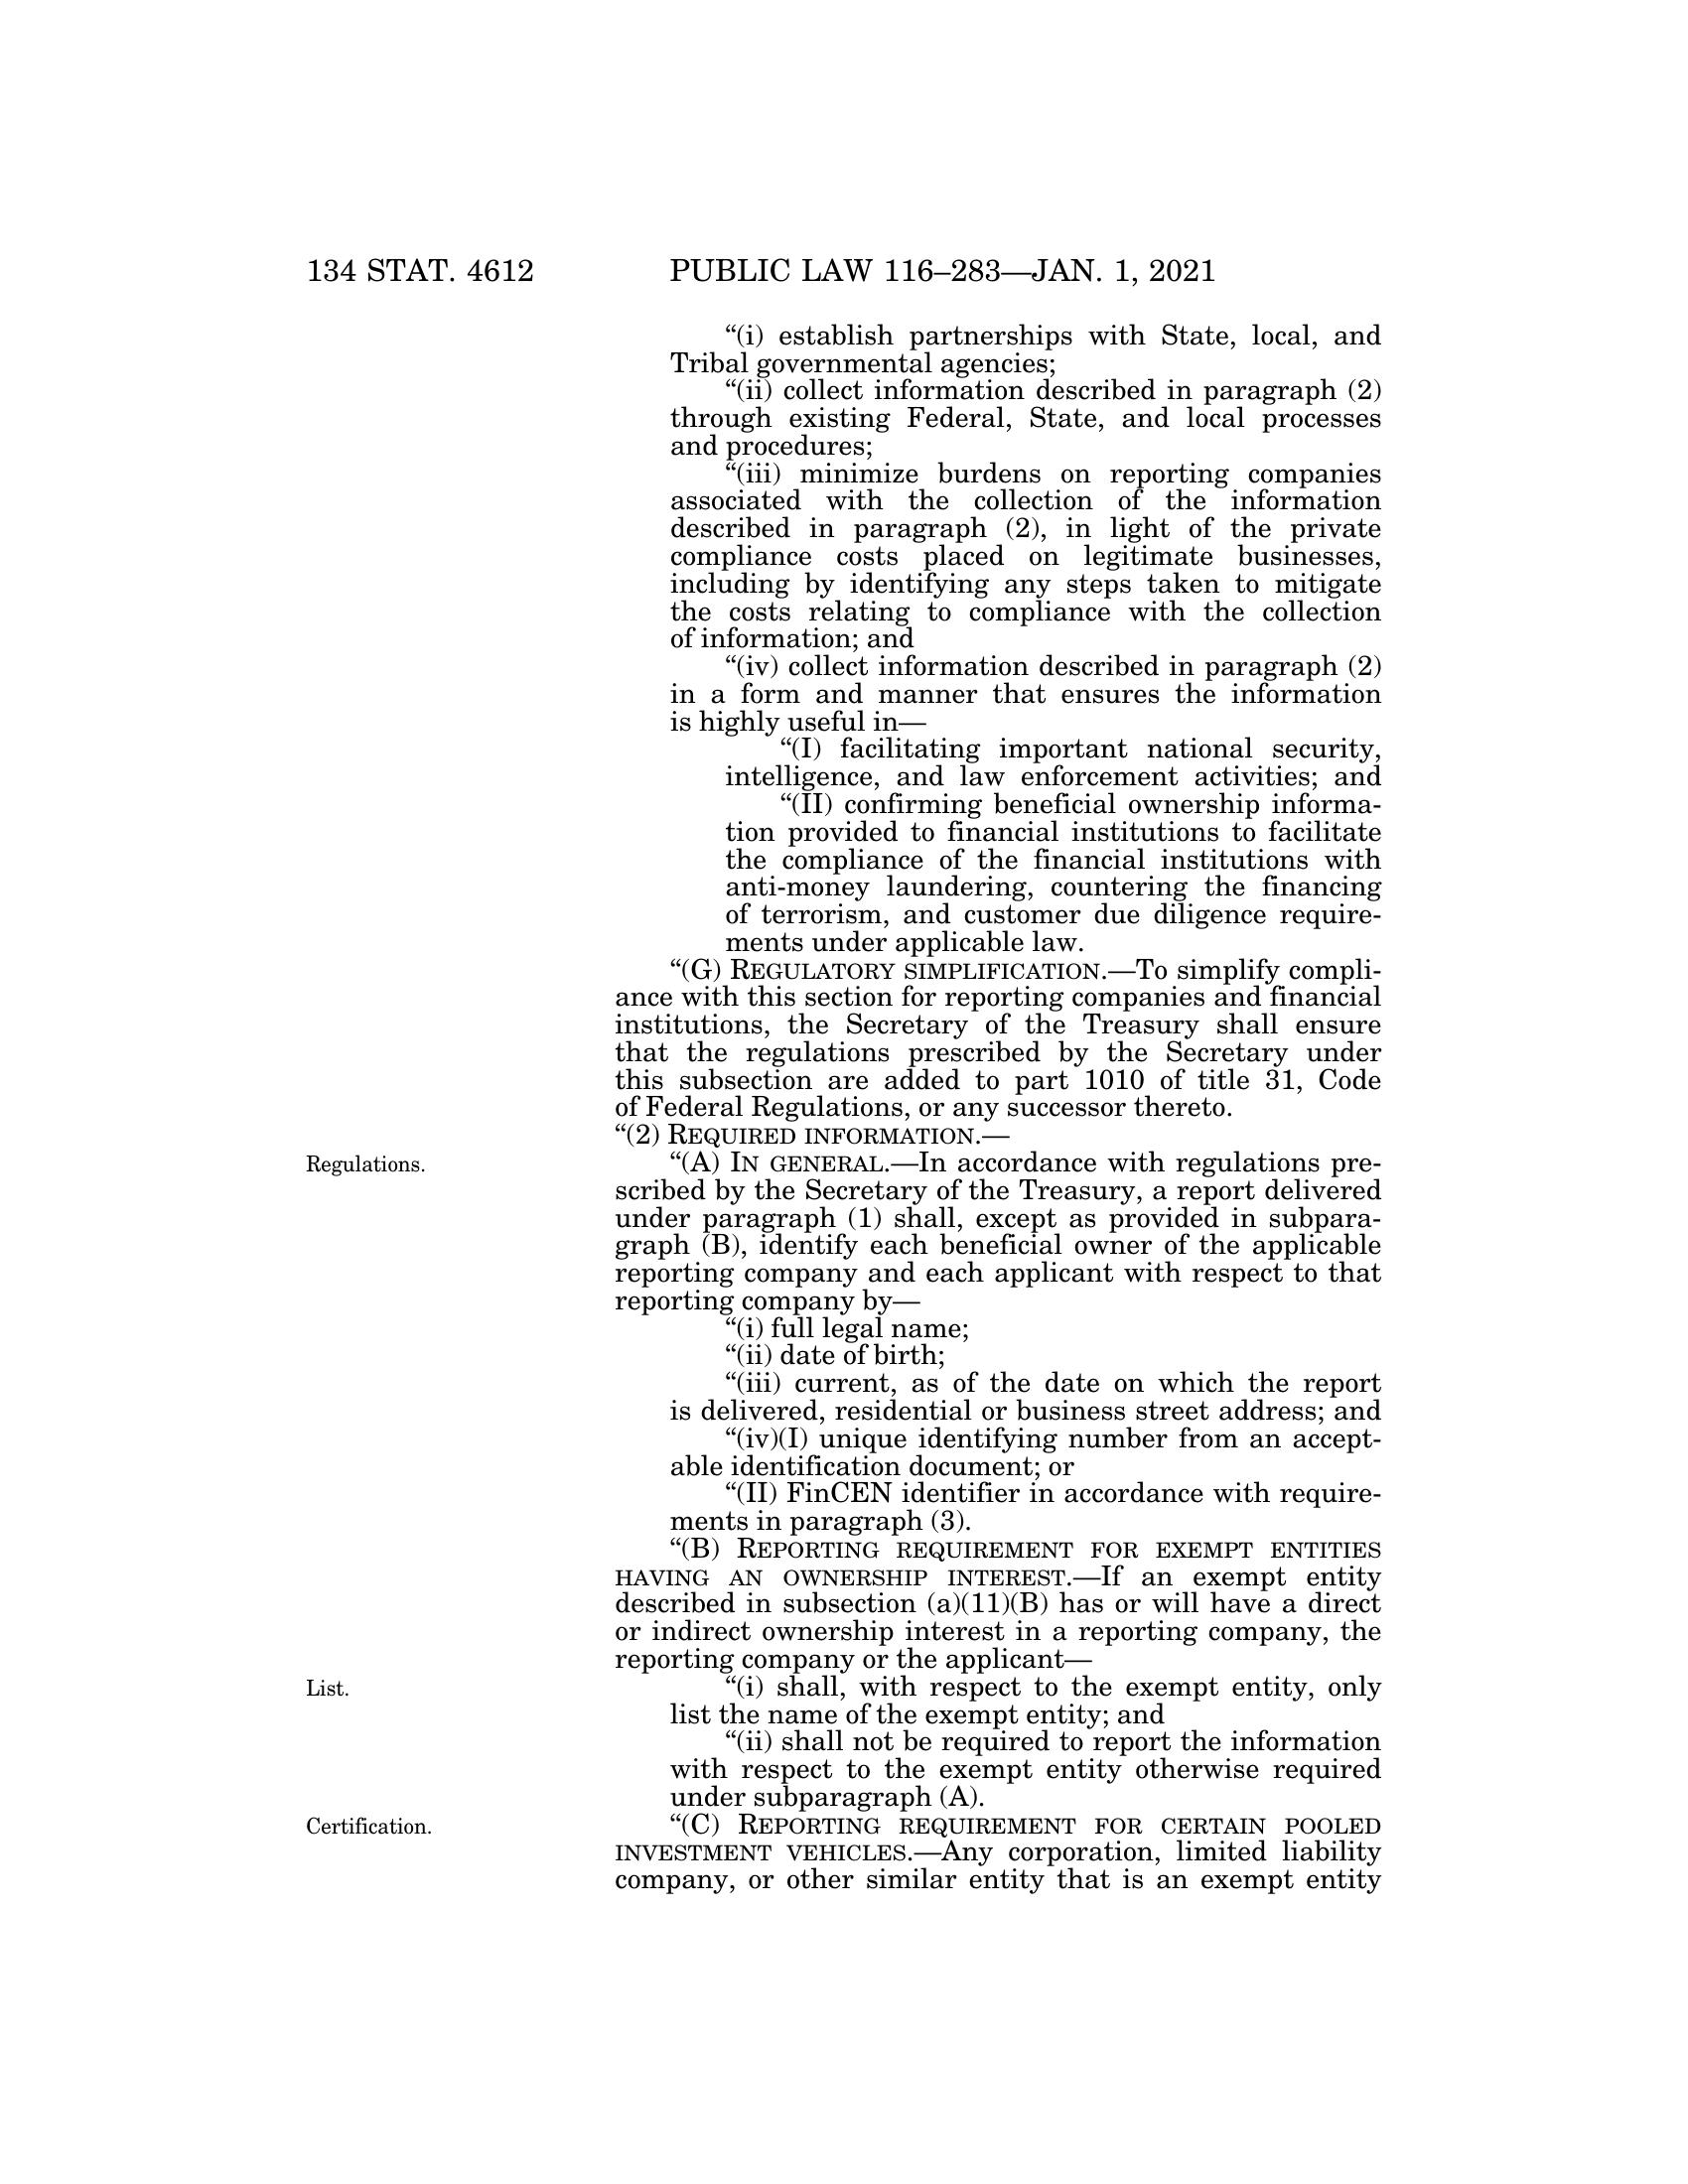 134 STAT. 4612 PUBLIC LAW 116–283—JAN. 1, 2021
“(i) establish partnerships with State, local, and
Tribal governmental agencies;
“(ii) collect information described in paragraph (2)
through existing Federal, State, and local processes
and procedures;
“(iii) minimize burdens on reporting companies
associated with the collection of the information
described in paragraph (2), in light of the private
compliance costs placed on legitimate businesses,
including by identifying any steps taken to mitigate
the costs relating to compliance with the collection
of information; and
“(iv) collect information described in paragraph (2)
in a form and manner that ensures the information
is highly useful in—
“(I) facilitating important national security,
intelligence, and law enforcement activities; and
“(II) confirming beneficial ownership informa-
tion provided to financial institutions to facilitate
the compliance of the financial institutions with
anti-money laundering, countering the financing
of terrorism, and customer due diligence require-
ments under applicable law.
“(G) REGULATORY SIMPLIFICATION.—To simplify compli-
ance with this section for reporting companies and financial
institutions, the Secretary of the Treasury shall ensure
that the regulations prescribed by the Secretary under
this subsection are added to part 1010 of title 31, Code
of Federal Regulations, or any successor thereto.
“(2) REQUIRED INFORMATION.—
Regulations.
“(A) IN GENERAL.—In accordance with regulations pre-
scribed by the Secretary of the Treasury, a report delivered
under paragraph (1) shall, except as provided in subpara-
graph (B), identify each beneficial owner of the applicable
reporting company and each applicant with respect to that
reporting company by—
“(i) full legal name;
“(ii) date of birth;
“(iii) current, as of the date on which the report
is delivered, residential or business street address; and
“(iv)(I) unique identifying number from an accept-
able identification document; or
“(II) FinCEN identifier in accordance with require-
ments in paragraph (3).
“(B) REPORTING REQUIREMENT FOR EXEMPT ENTITIES
HAVING AN OWNERSHIP INTEREST.—If an exempt entity
described in subsection (a)(11)(B) has or will have a direct
or indirect ownership interest in a reporting company, the
reporting company or the applicant—
List.
“(i) shall, with respect to the exempt entity, only
list the name of the exempt entity; and
“(ii) shall not be required to report the information
with respect to the exempt entity otherwise required
under subparagraph (A).
Certification.
“(C) REPORTING REQUIREMENT FOR CERTAIN POOLED
INVESTMENT VEHICLES.—Any corporation, limited liability
company, or other similar entity that is an exempt entity